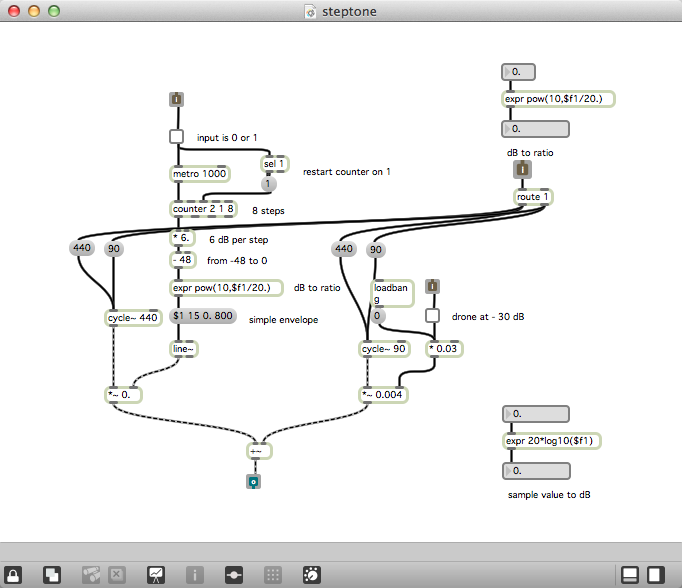 steptone
0.
expr pow(10,$f1/20.)
0.
dB to ratio
input is 0 or 1
sel 1
restart counter on 1
metro 1000
1
route 1
counter 2 1 8
8 steps
* 6.
6 dB per step
440
90
440
90
- 48
from -48 to 0
expr pow(10,$f1/20.)
dB to ratio
loadban
g
cycle~ 440
$1 15 0. 800
simple envelope
0
drone at - 30 dB
line~
cycle~ 90
* 0.03
*~ 0.
*~ 0.004
0.
expr 20*log10($f1)
+~
0.
sample value to dB